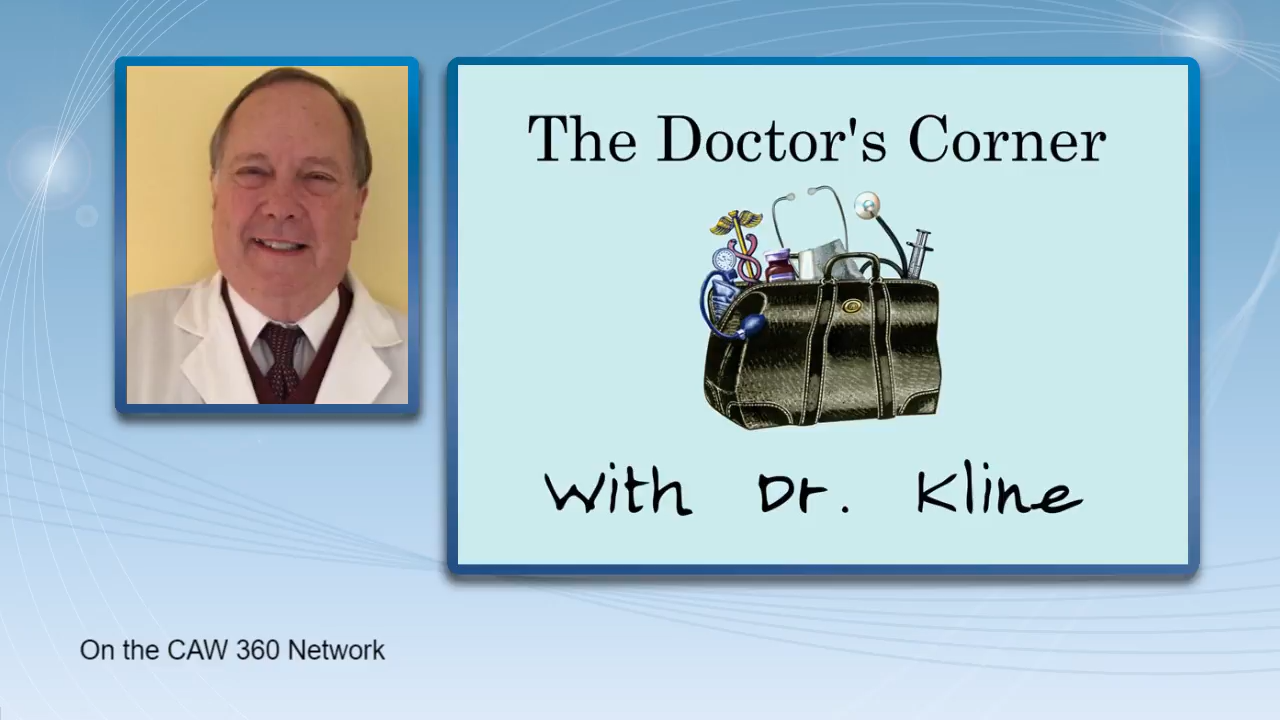 The Doctor's Corner
With Dr. Kline
On the CAW 360 Network